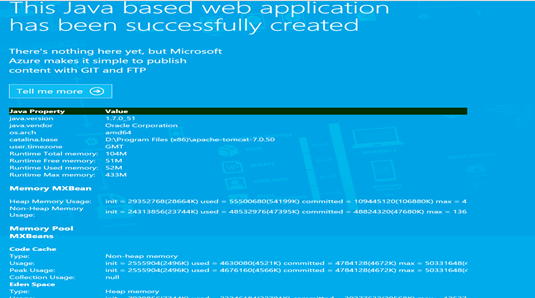 This Java based web application
has been successfully created
There's nothing here yet, but Microsoft
Azure makes it simple to publish
content with GIT and FTP
Tell me more
Java Property Value
java.version 1.7.0_51
java.vendor Oracle Corporation
os.arch amd64
catalina.base D:\Program Files (x86)\apache-tomcat-7.0.50
user.timezone GMT
Runtime Total memory: 104M
Runtime Free memory: 51M
Runtime Used memory: 52M
Runtime Max memory: 433M
Memory MXBean
Heap Memory Usage: init = 29352768(28664K) used = 55500680(54199K) committed = 109445120(106880K) max = 4
Non-Heap Memory
Usage: init = 24313856(23744K) used = 48532976(47395K) committed = 48824320(47680K) max = 136
Memory Pool
MXBeans
Code Cache
Type: Non-heap memory
Usage: init = 2555904(2496K) used = 4630080(4521K) committed = 4784128(4672K) max = 50331648(
Peak Usage: init = 2555904(2496K) used = 4676160(4566K) committed = 4784128(4672K) max = 50331648(
Collection Usage: null
Eden Space
Type: Heap memory